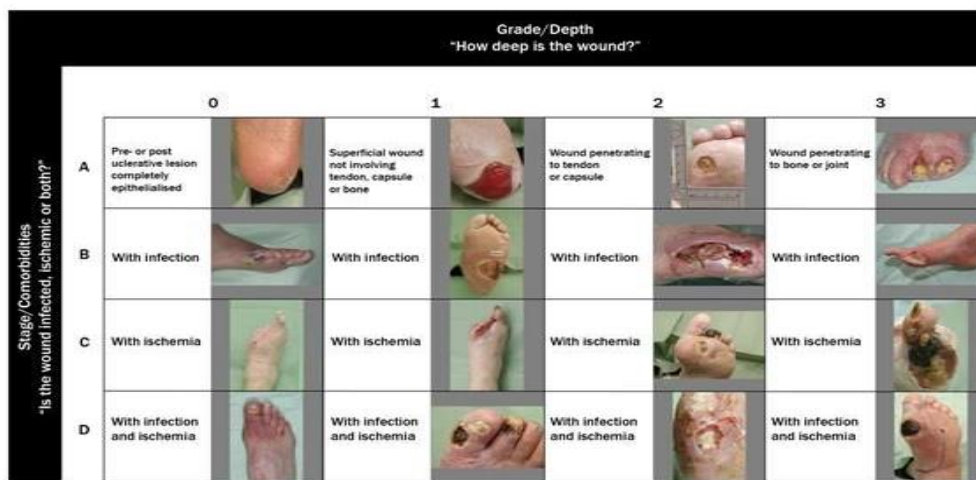 Grade/Depth
“How deep is the wound?”
Stage/Comorbidities
“Is the wound infected, ischemic or both?”
0
1
2
3
A
Pre- or post
uclerative lesion
completely
epithelialised
Superficial wound
not involving
tendon, capsule
or bone
Wound penetrating
to tendon
or capsule
Wound penetrating
to bone or joint
B
With infection
With infection
With infection
With infection
C
With ischemia
With ischemia
With ischemia
With ischemia
D
With infection
and ischemia
With infection
and ischemia
With infection
and ischemia
With infection
and ischemia